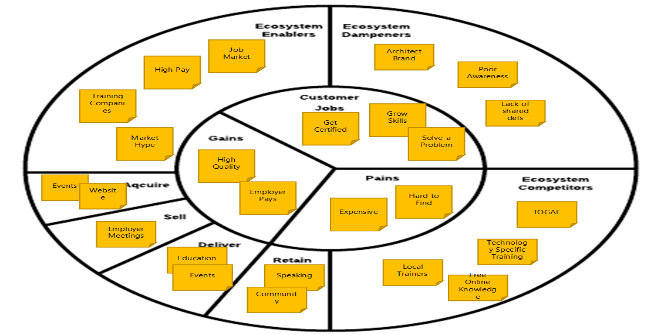 Ecosystem
Enablers
Job
Market
High Pay
Training
Compani
es
Market
Hype
Ecosystem
Dampeners
Architect
Brand
Poor
Awareness
Lack of
shared
defs
Customer
Jobs
Get
Certified
Grow
Skills
Solve a
Problem
Gains
High
Quality
Employer
Pays
Pains
Expensive
Hard to
Find
Ecosystem
Competitors
TOGAF
Technolog
y Specific
Training
Local
Trainers
Free
Online
Knowledg
e
Aqcuire
Events
Websit
e
Sell
Employer
Meetings
Deliver
Education
Events
Retain
Speaking
Communit
y